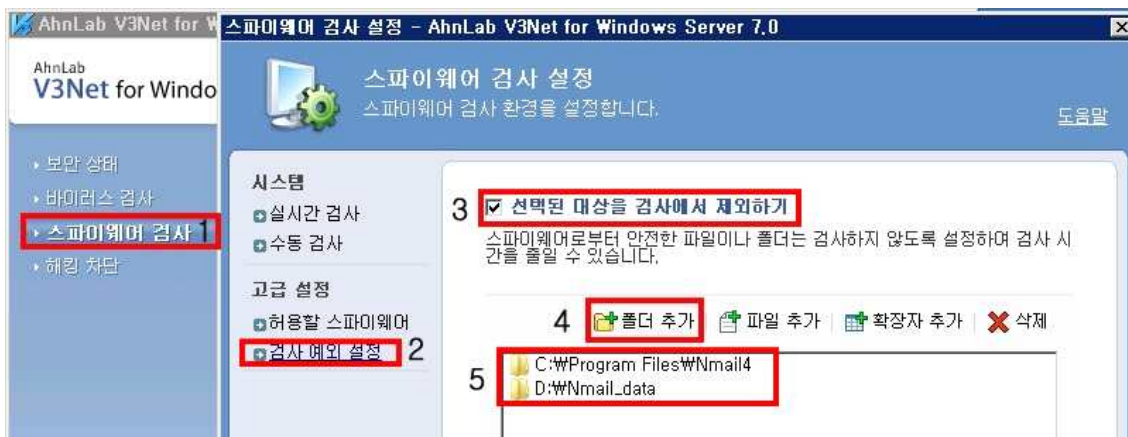 AhnLab V3Net for W
스파이웨어 검사 설정 - AhnLab V3Net for Windows Server 7.0
AhnLab
V3Net for Windo
스파이웨어 검사 설정
스파이웨어 검사 환경을 설정합니다.
도움말
보안 상태
바이러스 검사
스파이웨어 검사 1
해킹 차단
시스템
실시간 검사
수동 검사
고급 설정
허용할 스파이웨어
검사 예외 설정 2
3 선택된 대상을 검사에서 제외하기
스파이웨어로부터 안전한 파일이나 폴더는 검사하지 않도록 설정하여 검사 시
간을 줄일 수 있습니다.
4 폴더 추가 파일 추가 확장자 추가 삭제
5 C:₩Program Files₩Nmail4
D:₩Nmail_data